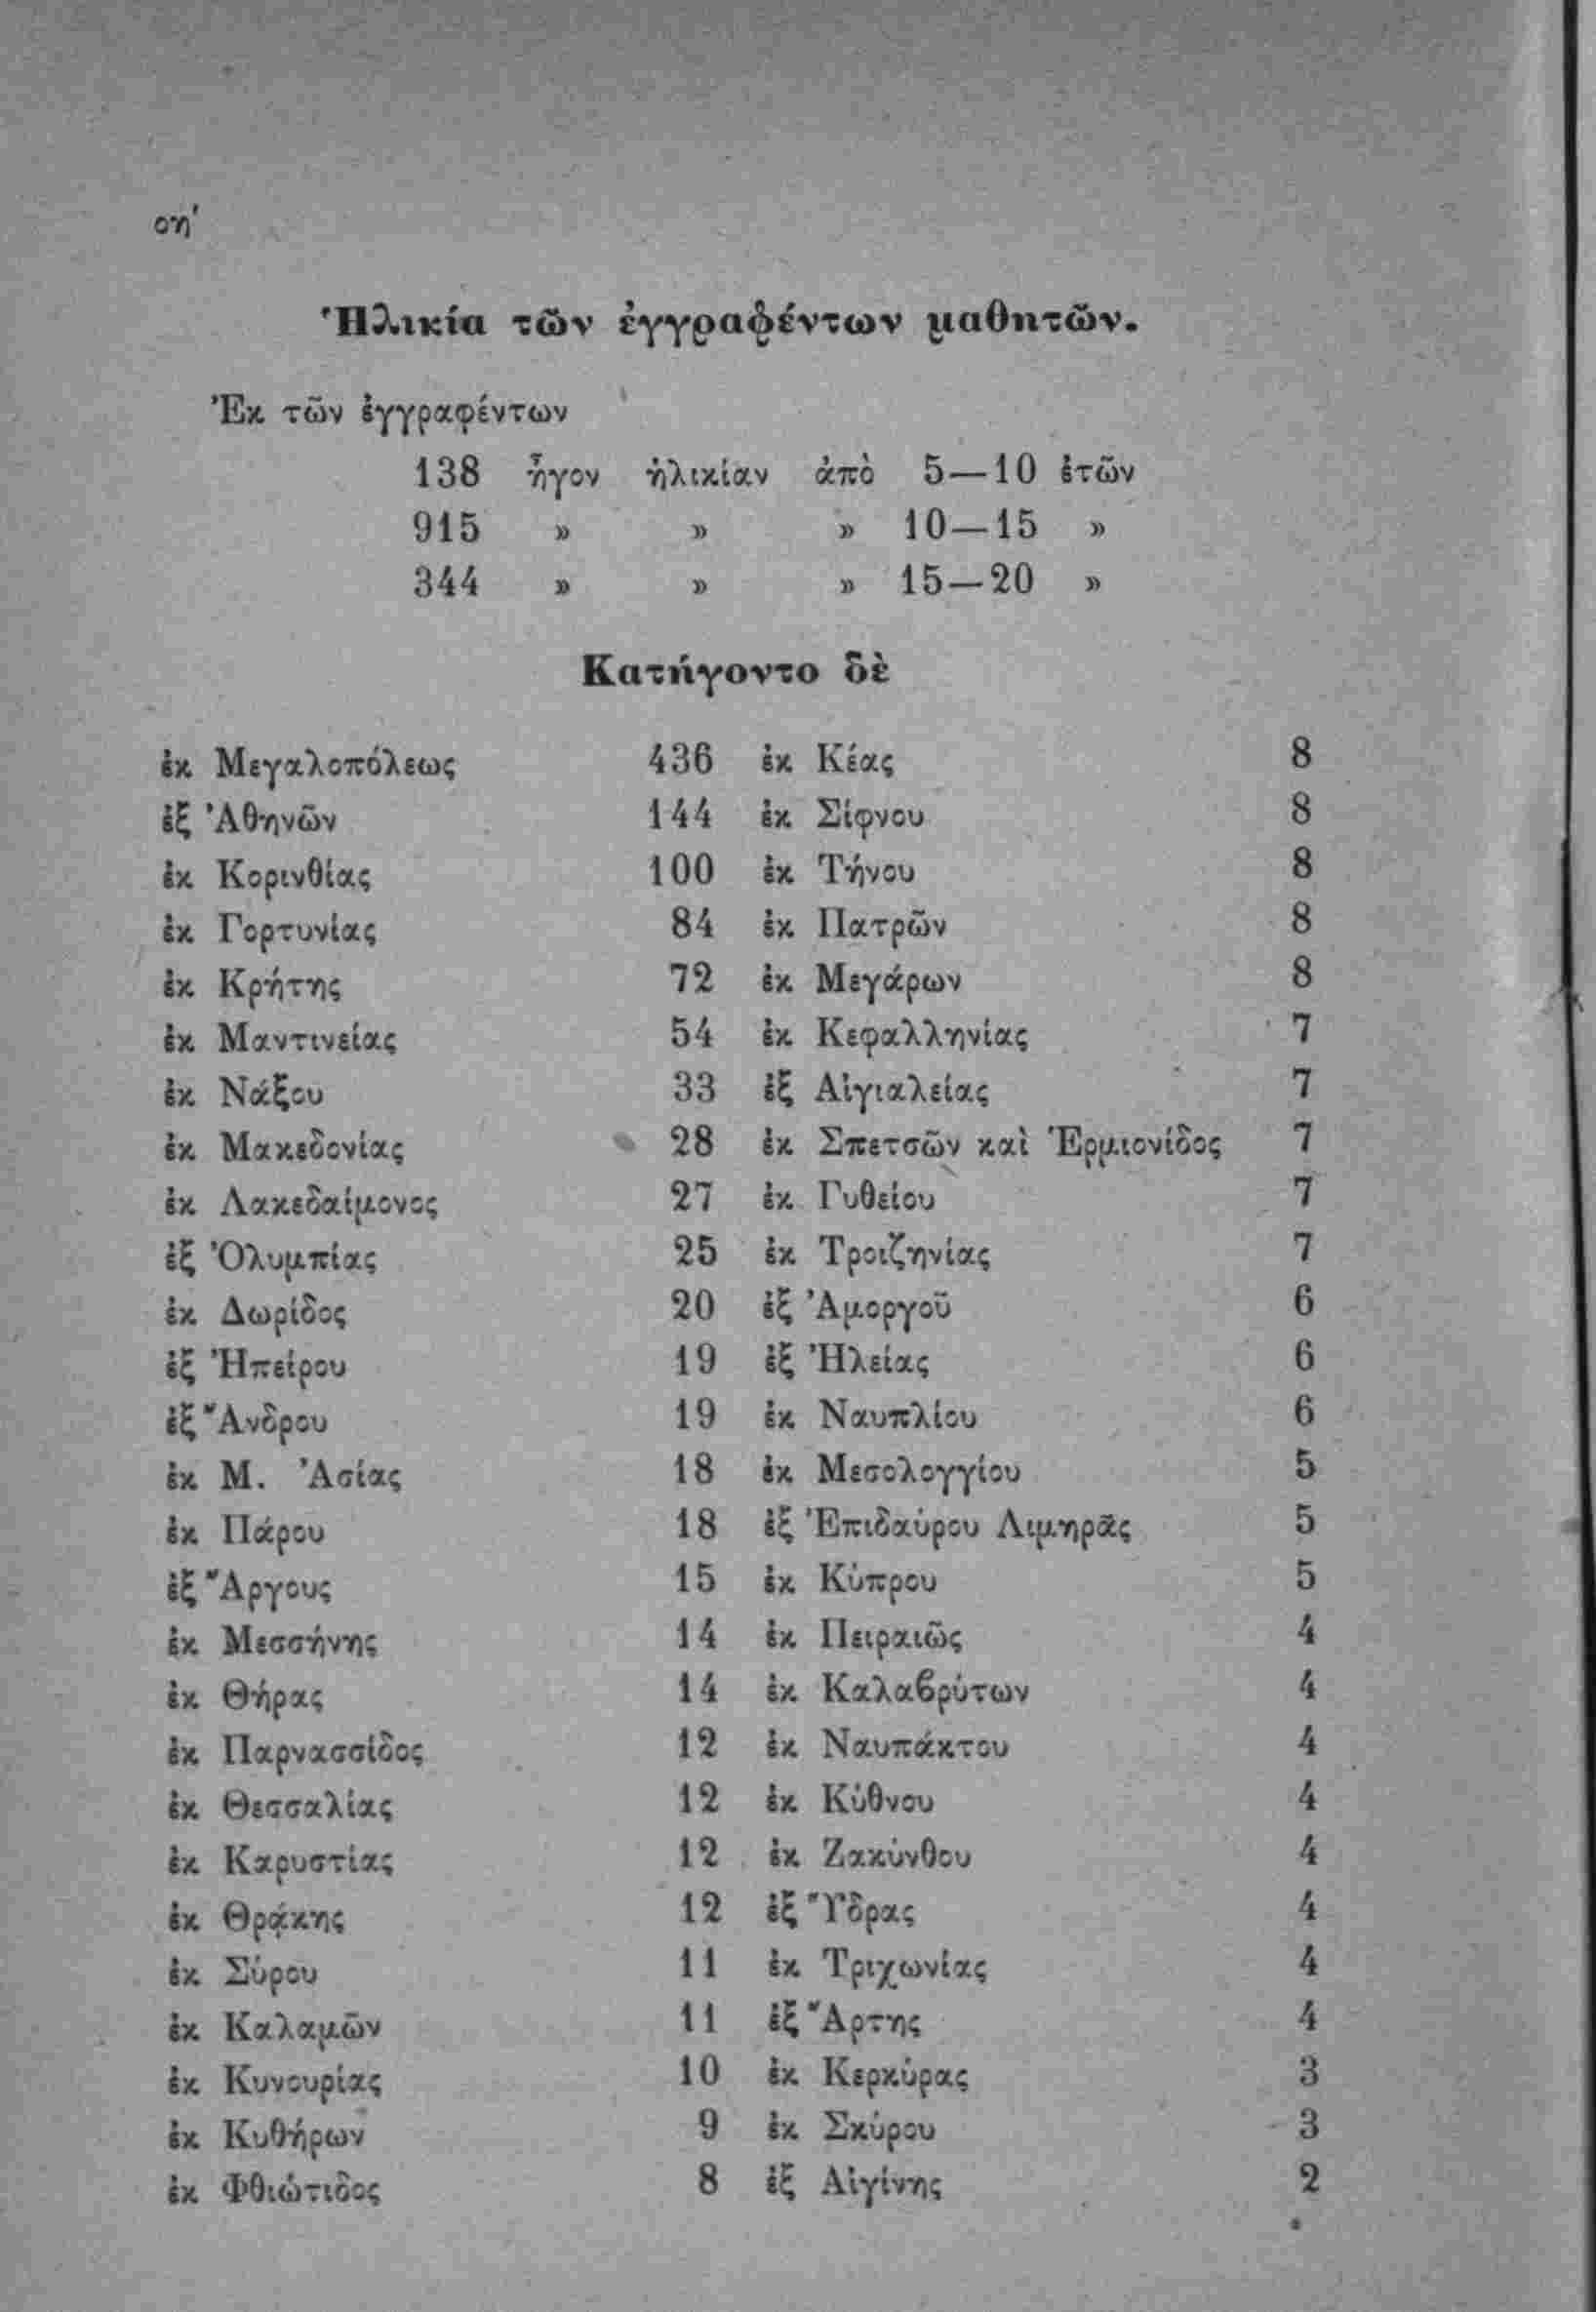 οη'
Ἡλικία τῶν ἐγγραφέντων μαθητῶν.
Ἐκ τῶν ἐγγραφέντων
138 ἦγον ἡλικίαν ἀπὸ 5—10 ἐτῶν
915 » » » 10—15 »
344 » » » 15—20 »
Κατήγοντο δὲ
ἐκ Μεγαλοπόλεως 436
ἐξ Ἀθηνῶν 144
ἐκ Κορινθίας 100
ἐκ Γορτυνίας 84
ἐκ Κρήτης 72
ἐκ Μαντινείας 54
ἐκ Νάξου 33
ἐκ Μακεδονίας 28
ἐκ Λακεδαίμονος 27
ἐξ Ὀλυμπίας 25
ἐκ Δωρίδος 20
ἐξ Ἠπείρου 19
ἐξ Ἄνδρου 19
ἐκ Μ. Ἀσίας 18
ἐκ Πάρου 18
ἐξ Ἄργους 15
ἐκ Μεσσήνης 14
ἐκ Θήρας 14
ἐκ Παρνασσίδος 12
ἐκ Θεσσαλίας 12
ἐκ Καρυστίας 12
ἐκ Θρᾴκης 12
ἐκ Σύρου 11
ἐκ Καλαμῶν 11
ἐκ Κυνουρίας 10
ἐκ Κυθήρων 9
ἐκ Φθιώτιδος 8
ἐκ Κέας 8
ἐκ Σίφνου 8
ἐκ Τήνου 8
ἐκ Πατρῶν 8
ἐκ Μεγάρων 8
ἐκ Κεφαλληνίας 7
ἐξ Αἰγιαλείας 7
ἐκ Σπετσῶν καὶ Ἑρμιονίδος 7
ἐκ Γυθείου 7
ἐκ Τροιζηνίας 7
ἐξ Ἀμοργοῦ 6
ἐξ Ἠλείας 6
ἐκ Ναυπλίου 6
ἐκ Μεσολογγίου 5
ἐξ Ἐπιδαύρου Λιμηρᾶς 5
ἐκ Κύπρου 5
ἐκ Πειραιῶς 4
ἐκ Καλαϐρύτων 4
ἐκ Ναυπάκτου 4
ἐκ Κύθνου 4
ἐκ Ζακύνθου 4
ἐξ Ὕδρας 4
ἐκ Τριχωνίας 4
ἐξ Ἄρτης 4
ἐκ Κερκύρας 3
ἐκ Σκύρου 3
ἐξ Αἰγίνης 2